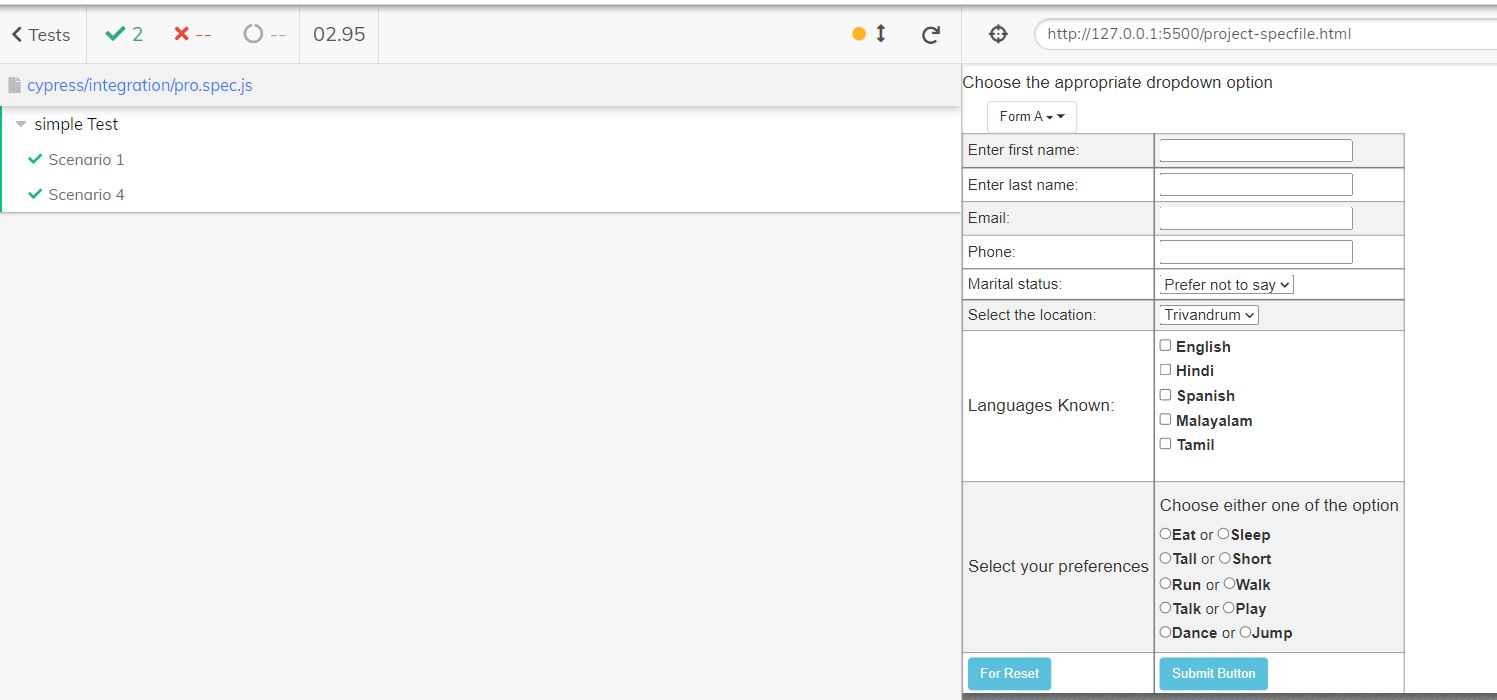 Tests 2 -- -- 02.95
http://127.0.0.1:5500/project-specfile.html
cypress/integration/pro.spec.js
simple Test
Scenario 1
Scenario 4
Choose the appropriate dropdown option
Form A
Enter first name:
Enter last name:
Email:
Phone:
Marital status: Prefer not to say
Select the location: Trivandrum
Languages Known:
English
Hindi
Spanish
Malayalam
Tamil
Select your preferences
Choose either one of the option
Eat or Sleep
Tall or Short
Run or Walk
Talk or Play
Dance or Jump
For Reset Submit Button